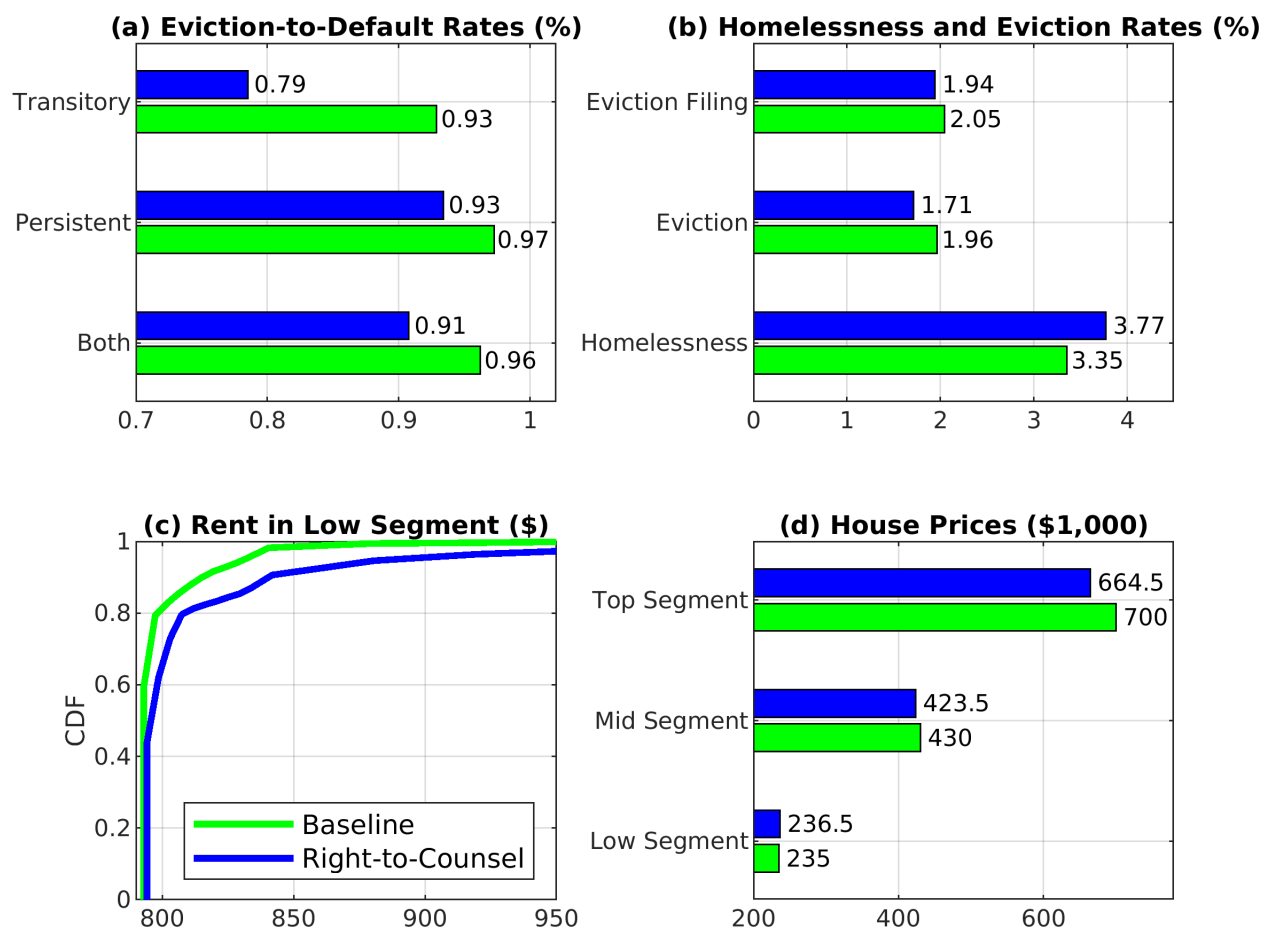 (a) Eviction-to-Default Rates (%)
Transitory
0.79
0.93
Persistent
0.93
0.97
Both
0.91
0.96
0.7 0.8 0.9 1
(b) Homelessness and Eviction Rates (%)
Eviction Filing
1.94
2.05
Eviction
1.71
1.96
Homelessness
3.77
3.35
0 1 2 3 4
(c) Rent in Low Segment ($)
CDF
1
0.8
0.6
0.4
0.2
0
Baseline
Right-to-Counsel
800 850 900 950
(d) House Prices ($1,000)
Top Segment
664.5
700
Mid Segment
423.5
430
Low Segment
236.5
235
200 400 600